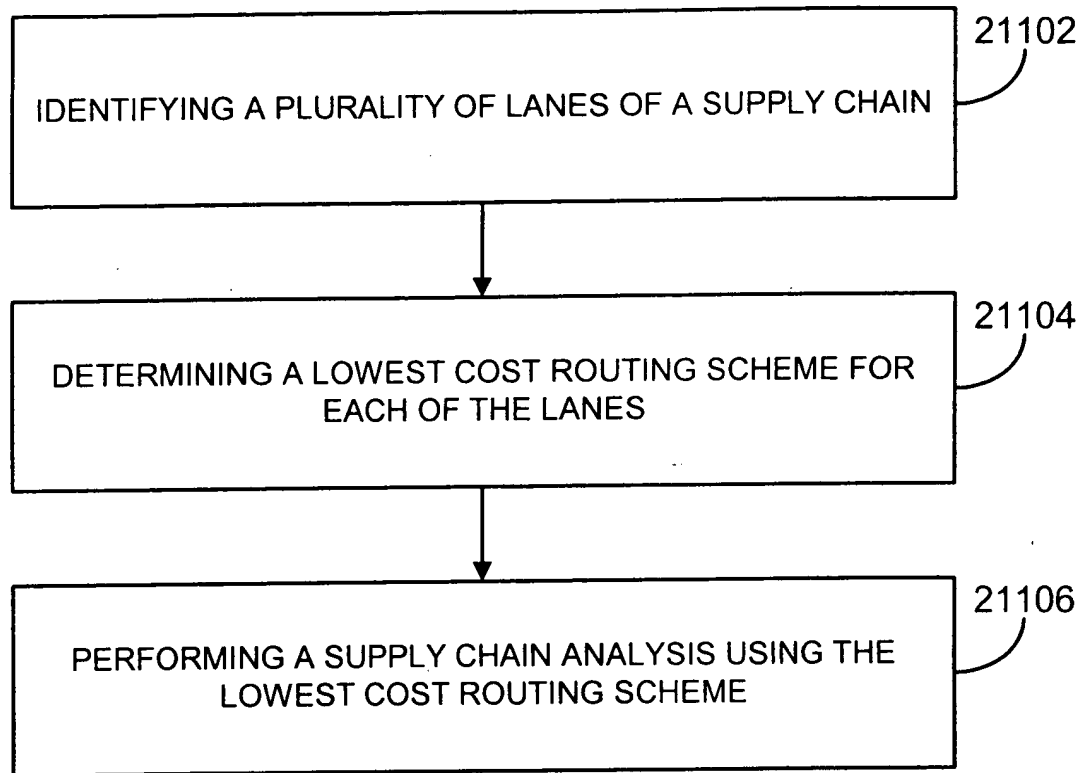 21102
IDENTIFYING A PLURALITY OF LANES OF A SUPPLY CHAIN
21104
DETERMINING A LOWEST COST ROUTING SCHEME FOR
EACH OF THE LANES
21106
PERFORMING A SUPPLY CHAIN ANALYSIS USING THE
LOWEST COST ROUTING SCHEME